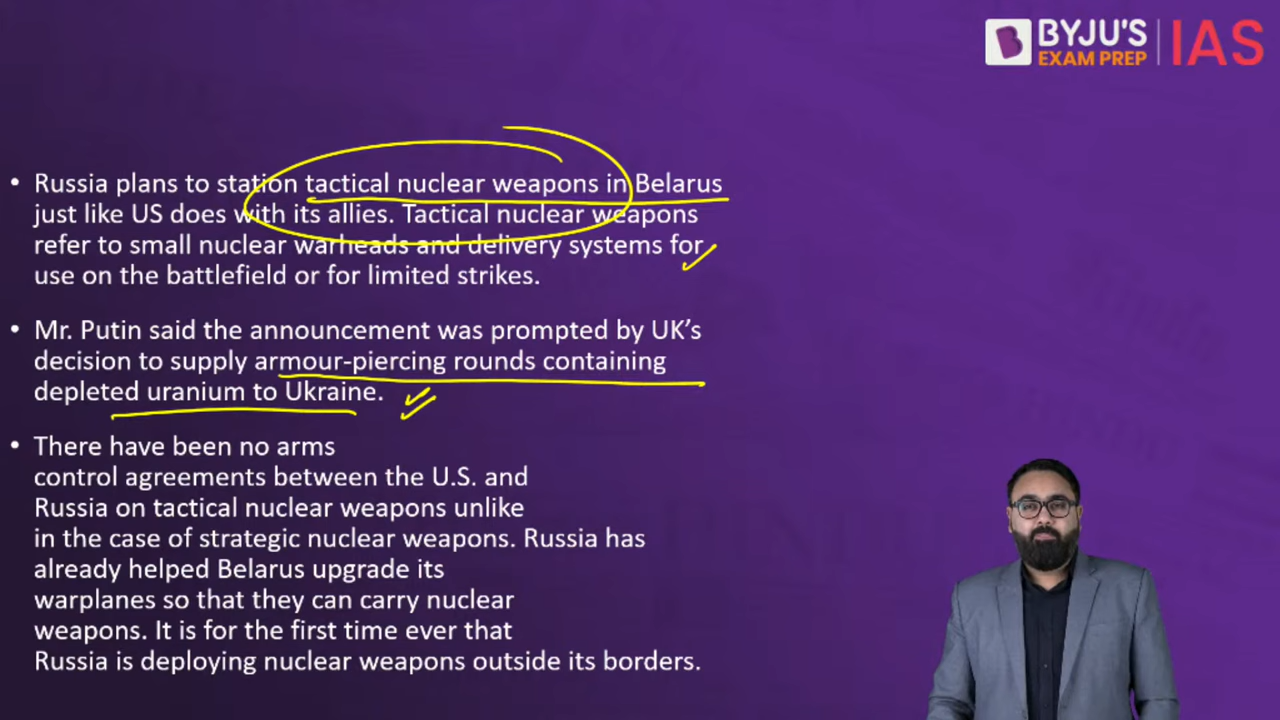 BYJU'S IAS
EXAM PREP
• Russia plans to station tactical nuclear weapons in Belarus
just like US does with its allies. Tactical nuclear weapons
refer to small nuclear warheads and delivery systems for
use on the battlefield or for limited strikes.
• Mr. Putin said the announcement was prompted by UK’s
decision to supply armour-piercing rounds containing
depleted uranium to Ukraine.
• There have been no arms
control agreements between the U.S. and
Russia on tactical nuclear weapons unlike
in the case of strategic nuclear weapons. Russia has
already helped Belarus upgrade its
warplanes so that they can carry nuclear
weapons. It is for the first time ever that
Russia is deploying nuclear weapons outside its borders.